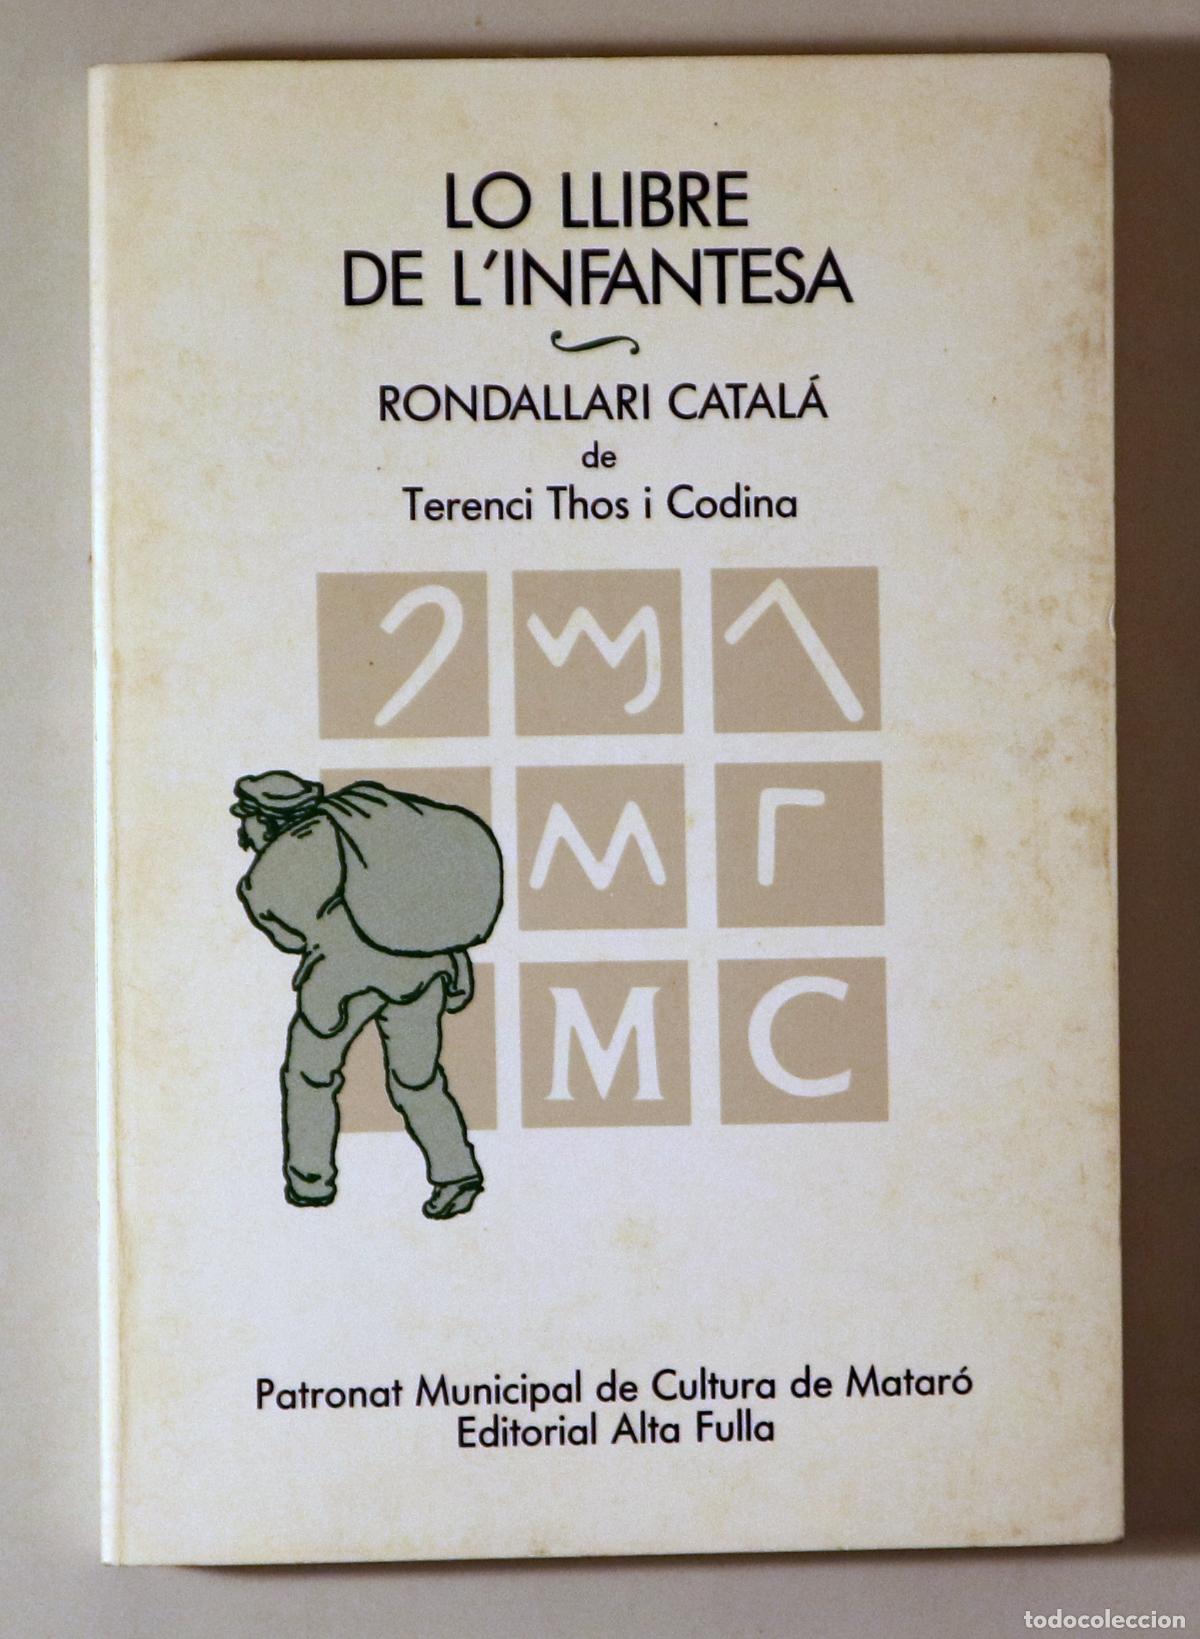 LO LLIBRE
DE L'INFANTESA
RONDALLARI CATALÁ
de
Terenci Thos i Codina
M C
Patronat Municipal de Cultura de Mataró
Editorial Alta Fulla
todocoleccion